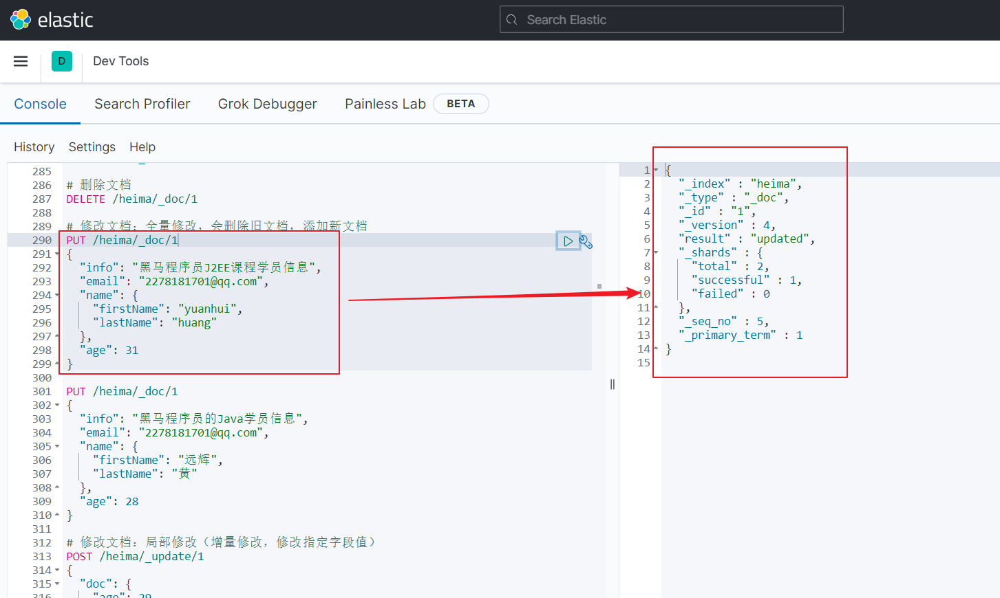 elastic
Search Elastic
D
Dev Tools
Console
Search Profiler
Grok Debugger
Painless Lab
BETA
History
Settings
Help
285
286 # 删除文档
287 DELETE /heima/_doc/1
288
289 # 修改文档：全量修改，会删除旧文档，添加新文档
290 PUT /heima/_doc/1
291 {
292 "info": "黑马程序员J2EE课程学员信息",
293 "email": "2278181701@qq.com",
294 "name": {
295 "firstName": "yuanhui",
296 "lastName": "huang"
297 },
298 "age": 31
299 }
300
301 PUT /heima/_doc/1
302 {
303 "info": "黑马程序员的Java学员信息",
304 "email": "2278181701@qq.com",
305 "name": {
306 "firstName": "远辉",
307 "lastName": "黄"
308 },
309 "age": 28
310 }
311
312 # 修改文档：局部修改（增量修改，修改指定字段值）
313 POST /heima/_update/1
314 {
315 "doc": {
316 "age": 29
1 {
2 "_index" : "heima",
3 "_type" : "_doc",
4 "_id" : "1",
5 "_version" : 4,
6 "result" : "updated",
7 "_shards" : {
8 "total" : 2,
9 "successful" : 1,
10 "failed" : 0
11 },
12 "_seq_no" : 5,
13 "_primary_term" : 1
14 }
15